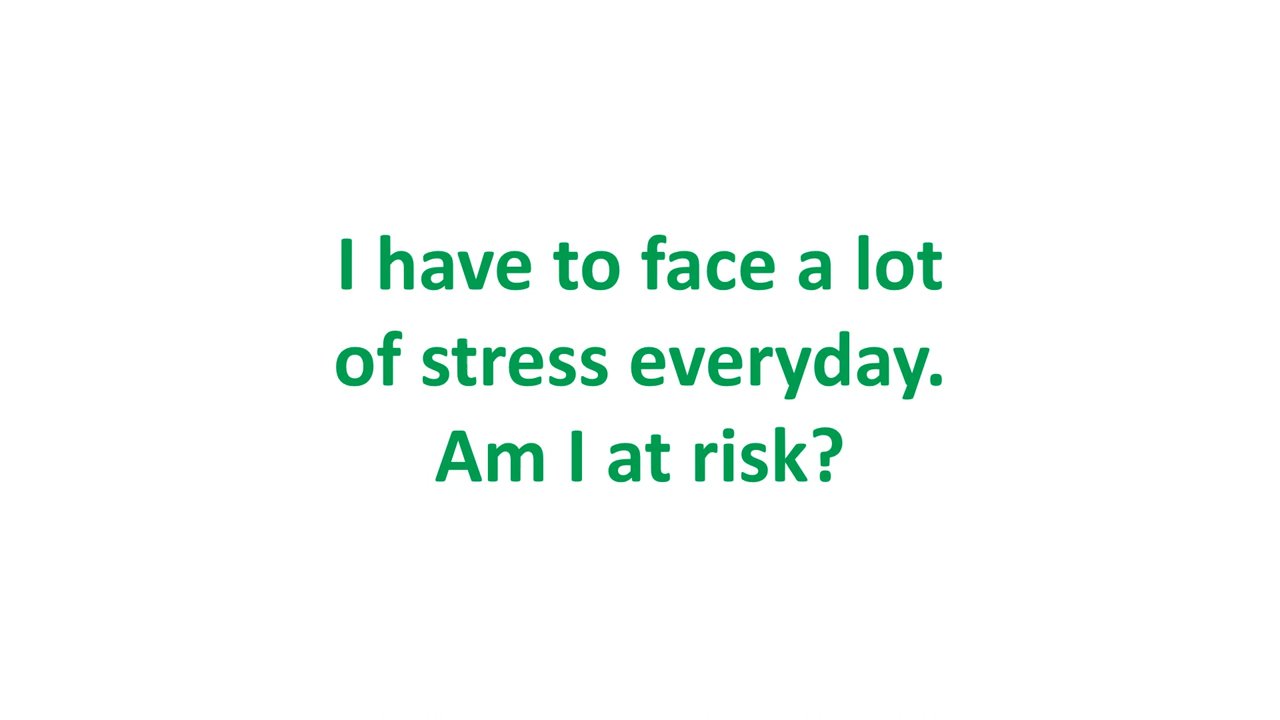 I have to face a lot
of stress everyday.
Am I at risk?